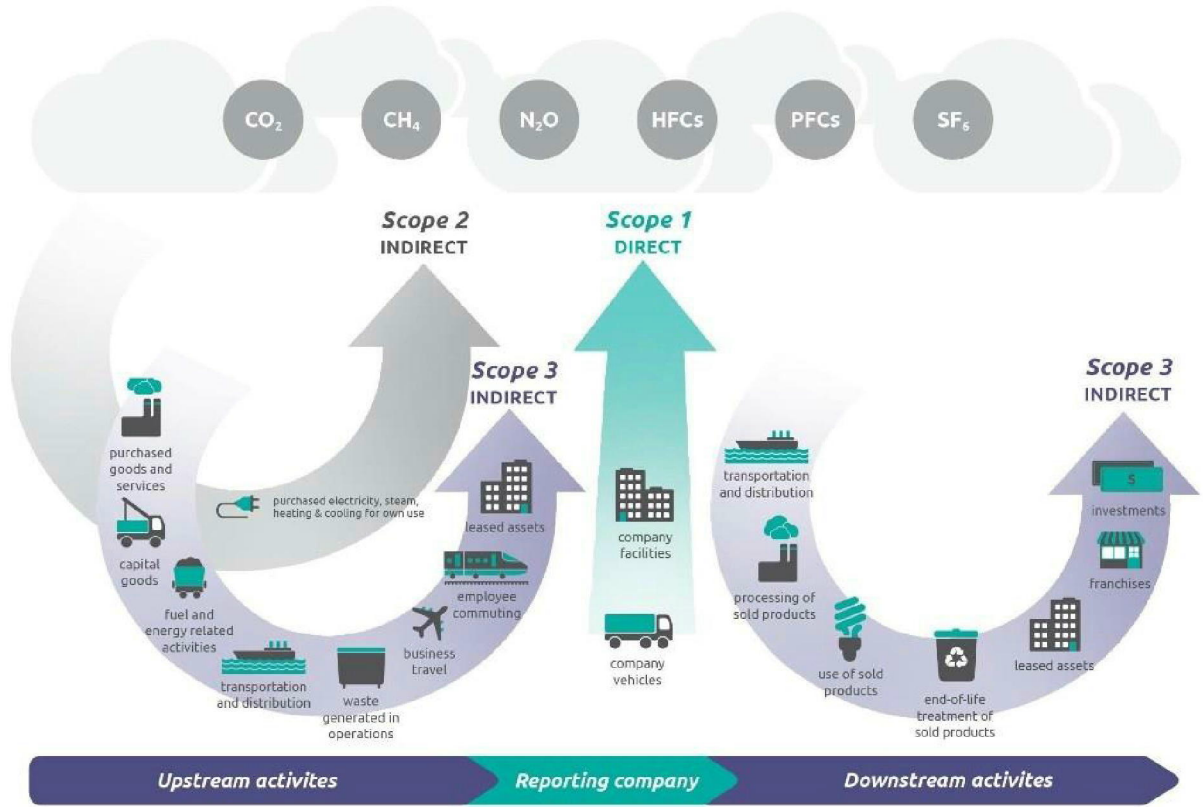 CO₂
CH₄
N₂O
HFCs
PFCs
SF₆
Scope 2
INDIRECT
Scope 1
DIRECT
Scope 3
INDIRECT
Scope 3
INDIRECT
purchased
goods and
services
capital
goods
fuel and
energy related
activities
transportation
and distribution
waste
generated in
operations
business
travel
employee
commuting
leased assets
purchased electricity, steam,
heating & cooling for own use
company
facilities
company
vehicles
transportation
and distribution
processing of
sold products
use of sold
products
end-of-life
treatment of
sold products
leased assets
franchises
$
investments
Upstream activites
Reporting company
Downstream activites